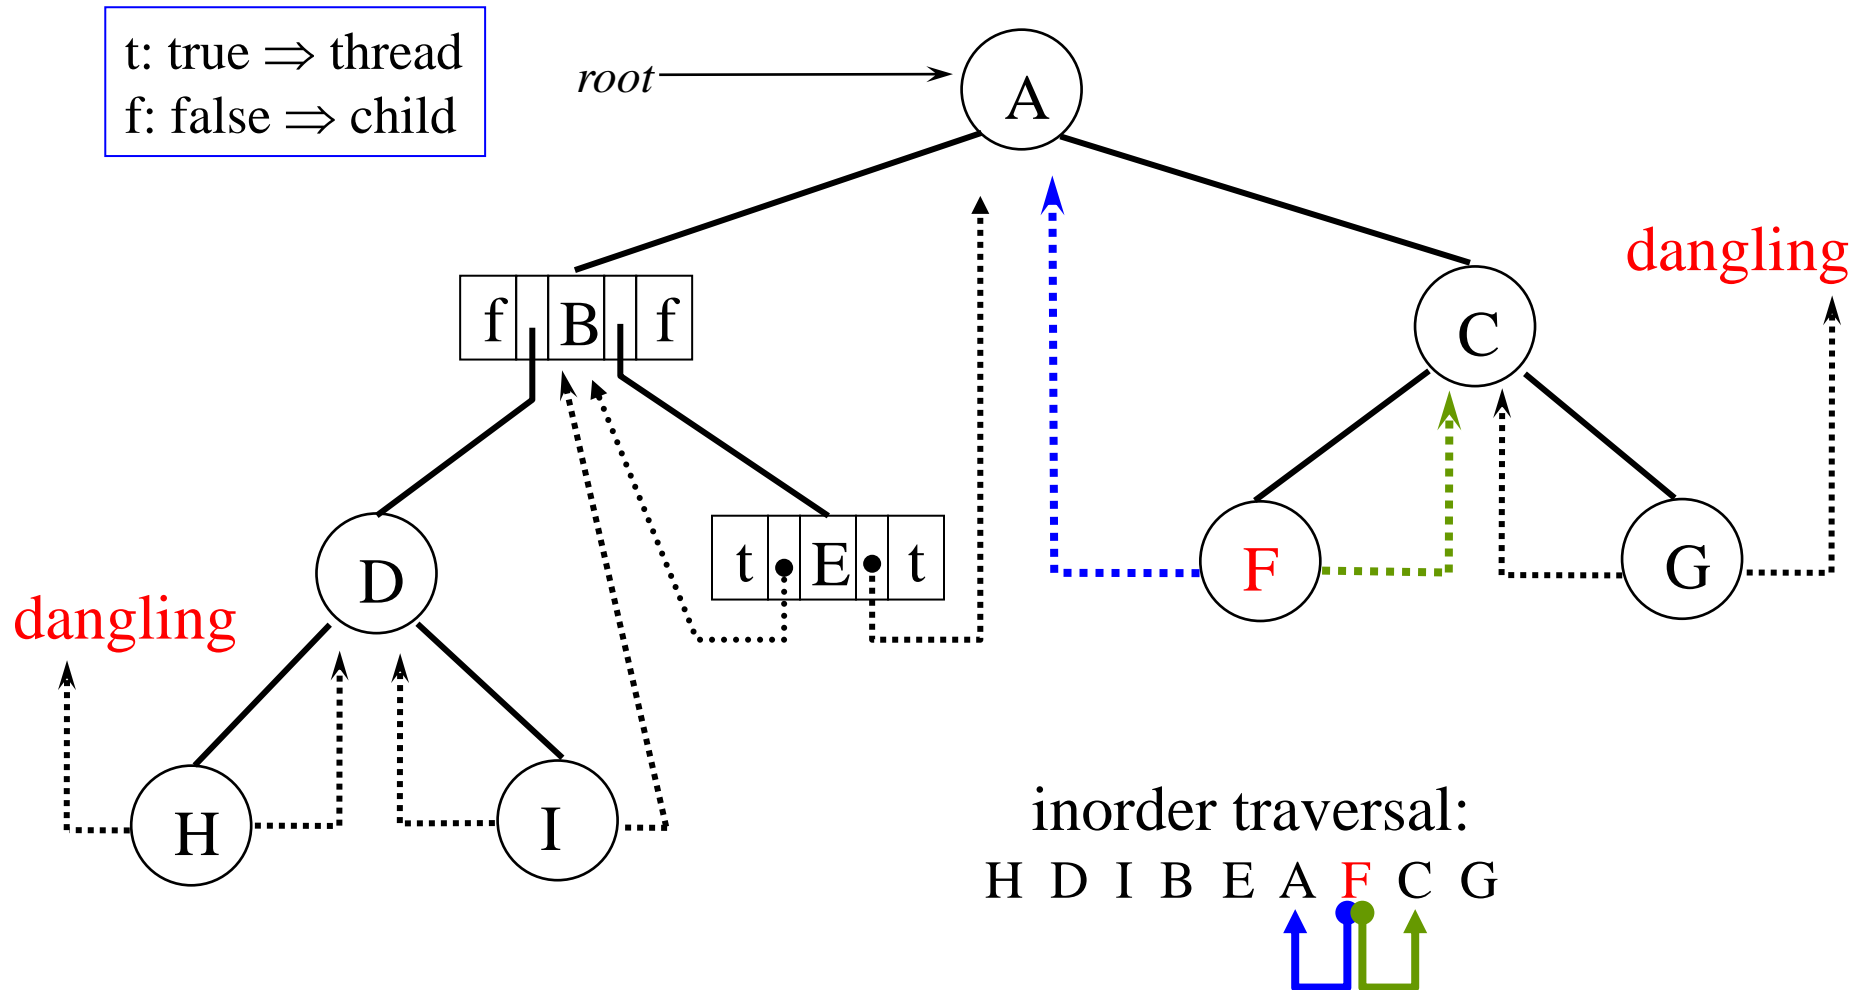 t: true ⇒ thread
f: false ⇒ child
root
A
dangling
f B f
C
D
t E t
F
G
dangling
H
I
inorder traversal:
H D I B E A F C G